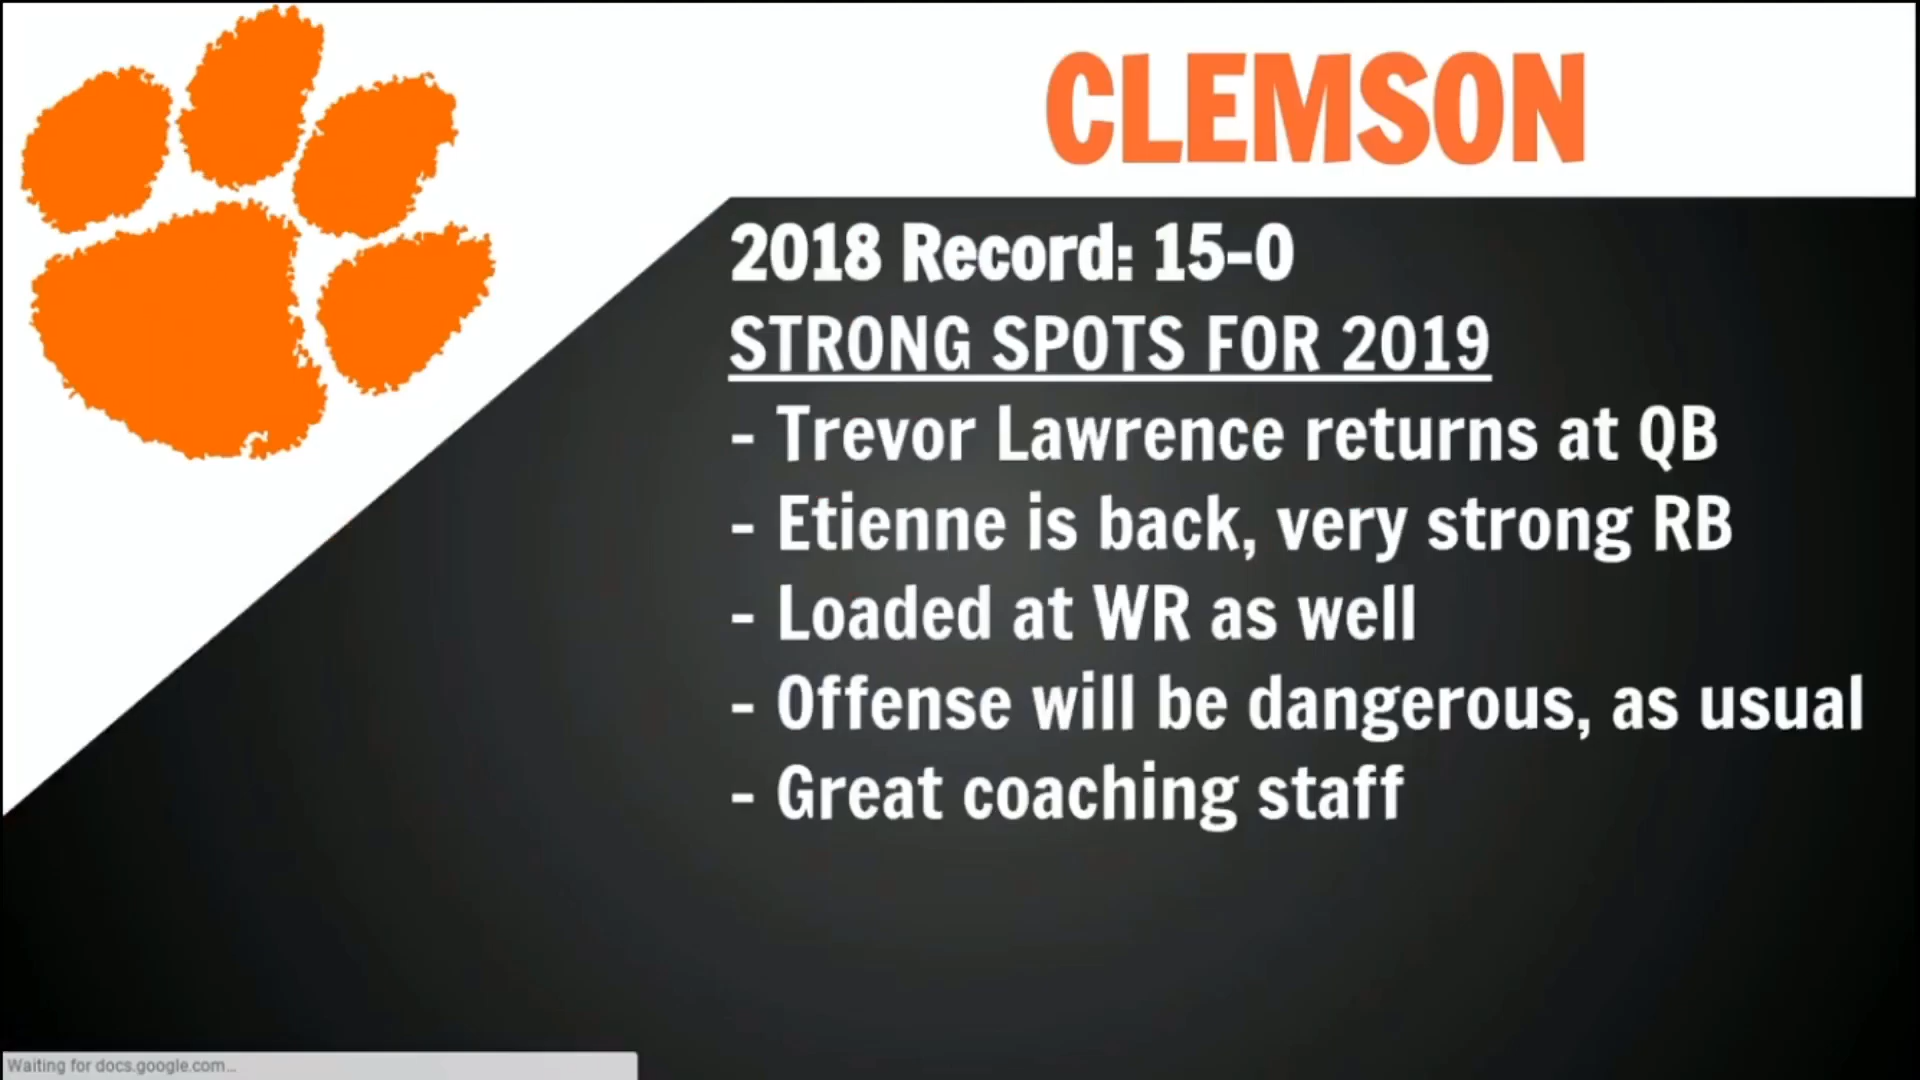 CLEMSON
2018 Record: 15-0
STRONG SPOTS FOR 2019
- Trevor Lawrence returns at QB
- Etienne is back, very strong RB
- Loaded at WR as well
- Offense will be dangerous, as usual
- Great coaching staff
Waiting for docs.google.com...